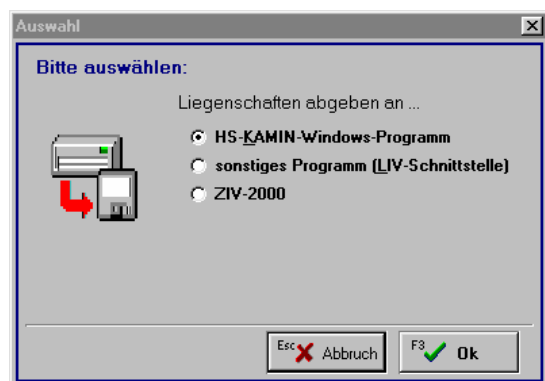 Auswahl
Bitte auswählen:
Liegenschaften abgeben an ...
HS-KAMIN-Windows-Programm
sonstiges Programm (LIV-Schnittstelle)
ZIV-2000
Esc Abbruch
F3 Ok